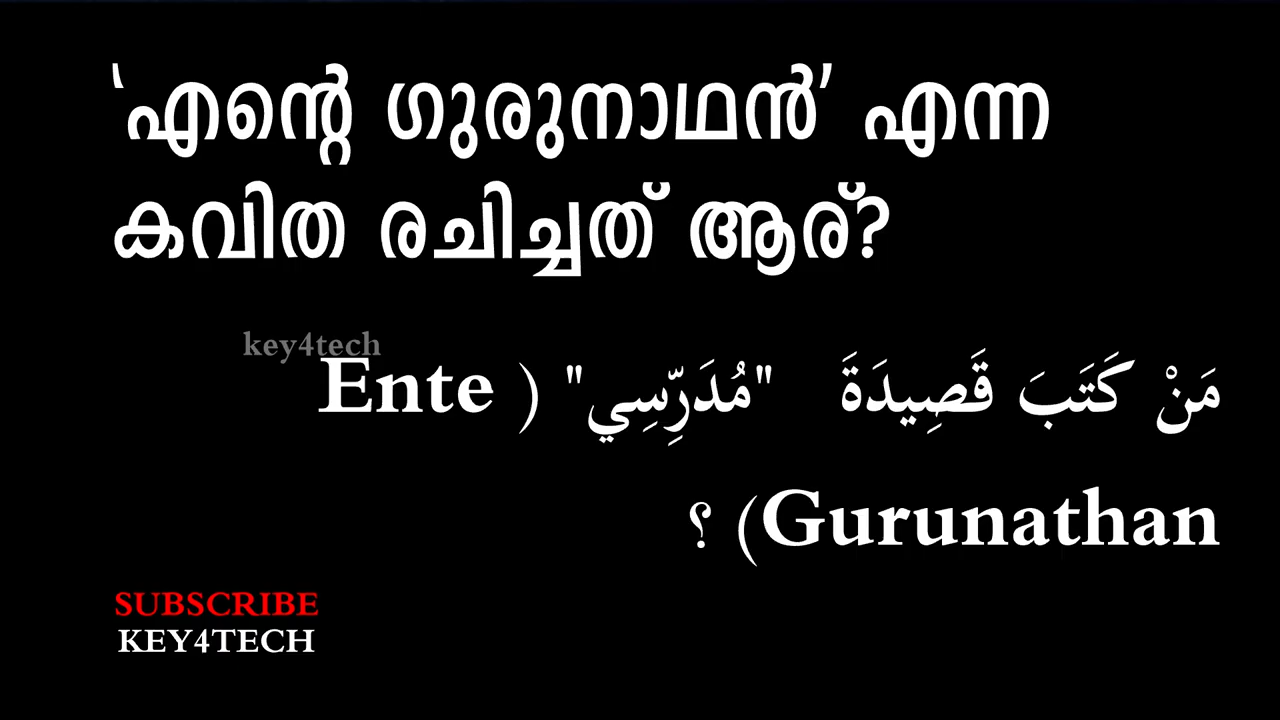 ‘എന്റെ ഗുരുനാഥൻ’ എന്ന
കവിത രചിച്ചത് ആര്?
key4tech
مَنْ كَتَبَ قَصِيدَةَ "مُدَرِّسِي" ( Ente
Gurunathan) ؟
SUBSCRIBE
KEY4TECH